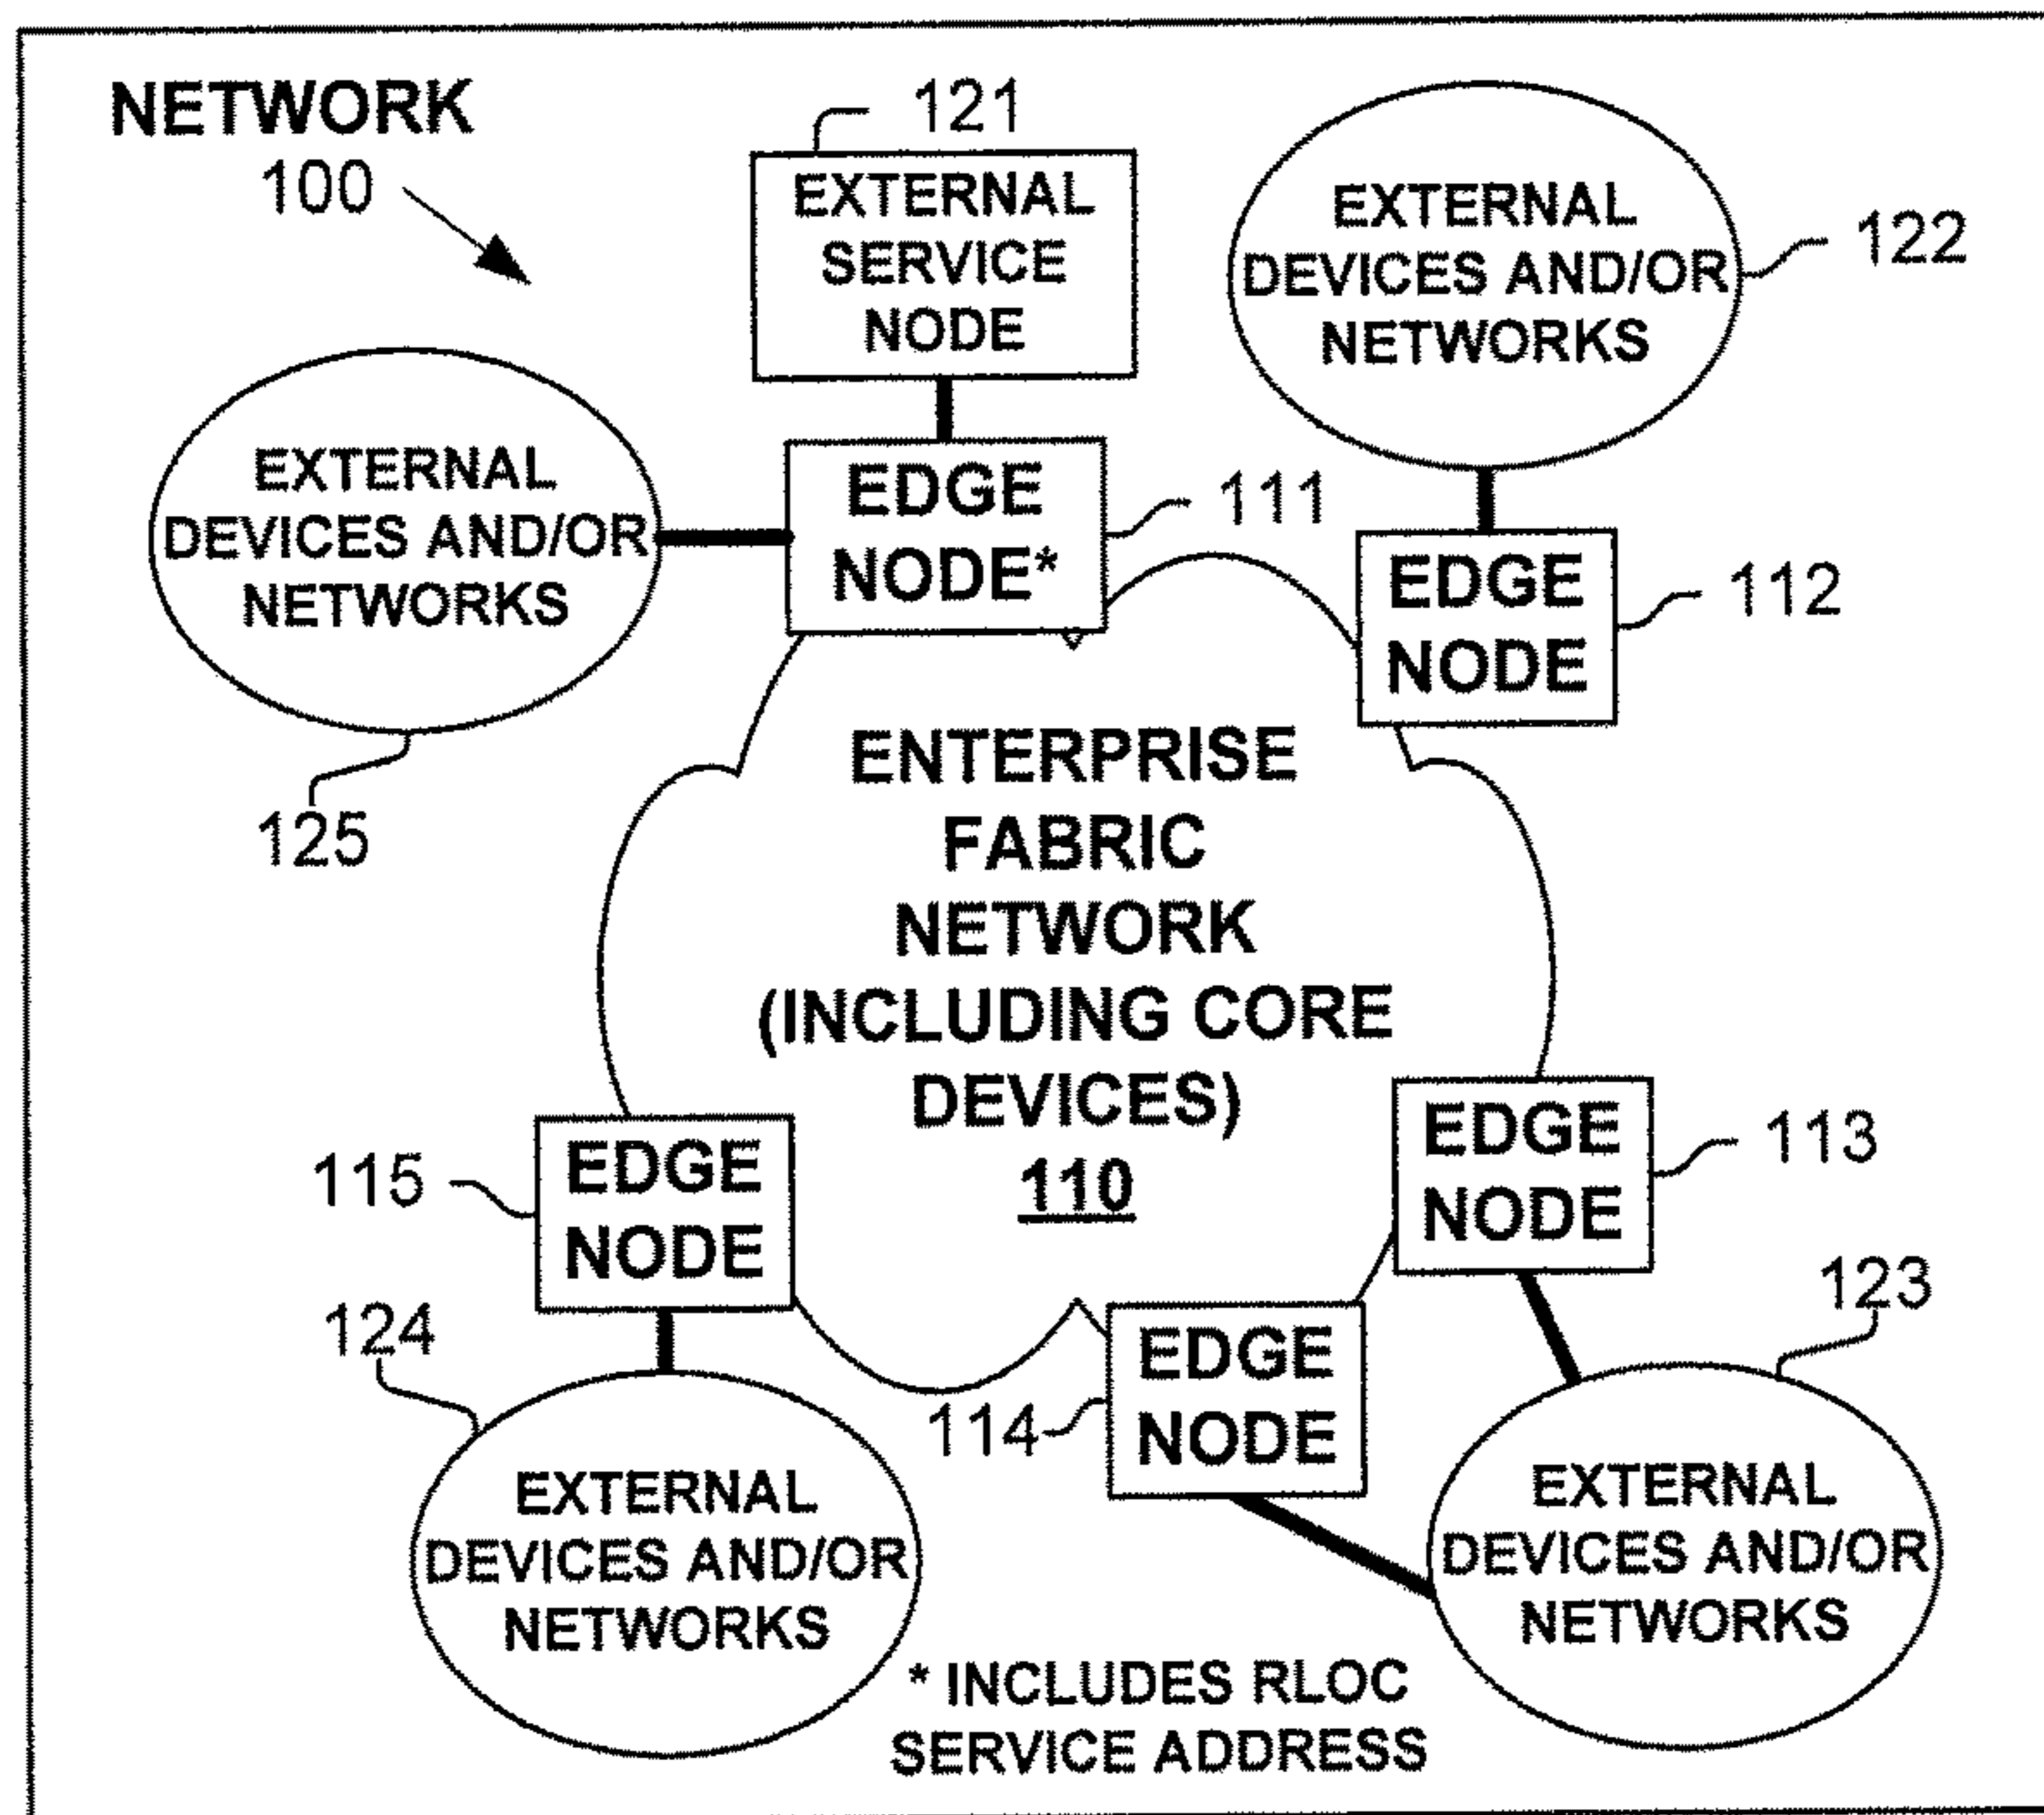 NETWORK
100
121
EXTERNAL
SERVICE
NODE
EXTERNAL
DEVICES AND/OR
NETWORKS
122
EXTERNAL
DEVICES AND/OR
NETWORKS
125
EDGE
NODE*
111
EDGE
NODE
112
ENTERPRISE
FABRIC
NETWORK
(INCLUDING CORE
DEVICES)
110
115
EDGE
NODE
EDGE
NODE
113
124
EXTERNAL
DEVICES AND/OR
NETWORKS
114
EDGE
NODE
123
EXTERNAL
DEVICES AND/OR
NETWORKS
* INCLUDES RLOC
SERVICE ADDRESS